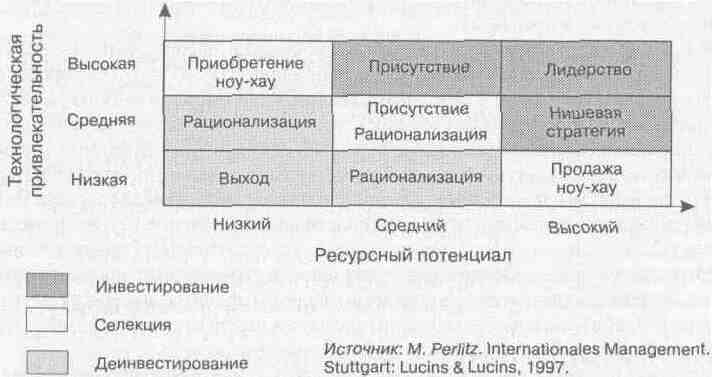 Технологическая
привлекательность
Высокая
Приобретение
ноу-хау
Присутствие
Лидерство
Средняя
Рационализация
Присутствие
Рационализация
Нишевая
стратегия
Низкая
Выход
Рационализация
Продажа
ноу-хау
Низкий
Средний
Высокий
Ресурсный потенциал
Инвестирование
Селекция
Деинвестирование
Источник: M. Perlitz. Internationales Management.
Stuttgart: Lucins & Lucins, 1997.